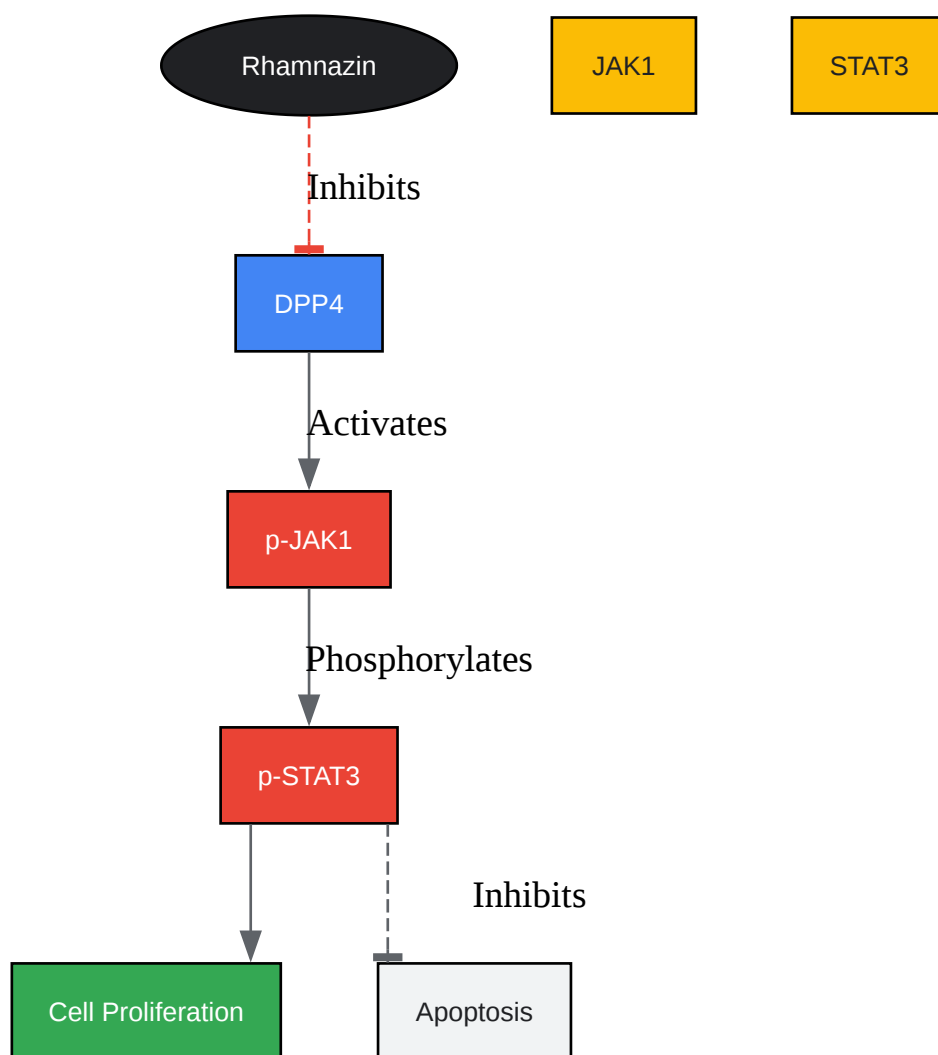 Rhamnazin
JAK1
STAT3
Inhibits
DPP4
Activates
p-JAK1
Phosphorylates
p-STAT3
Inhibits
Cell Proliferation
Apoptosis